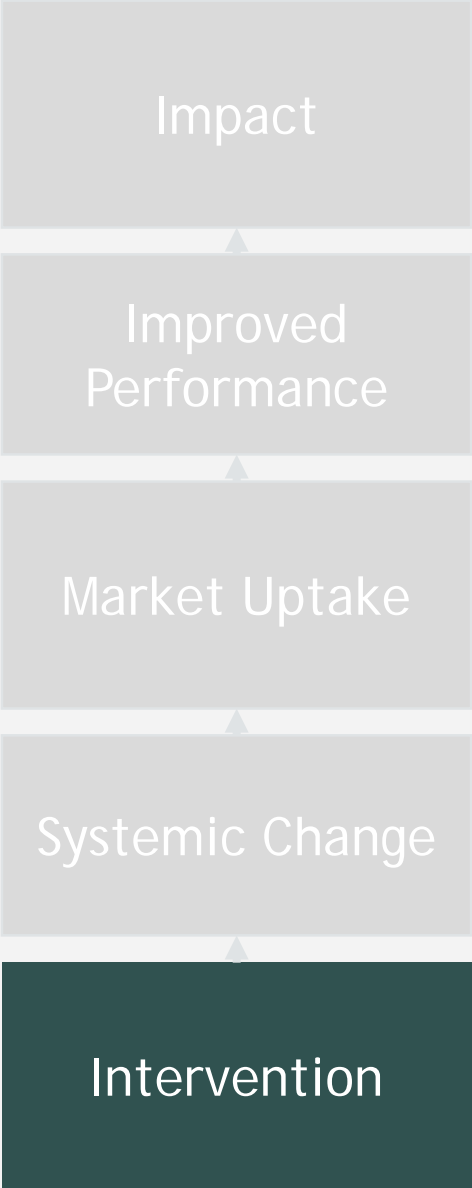 Impact
Improved
Performance
Market Uptake
Systemic Change
Intervention